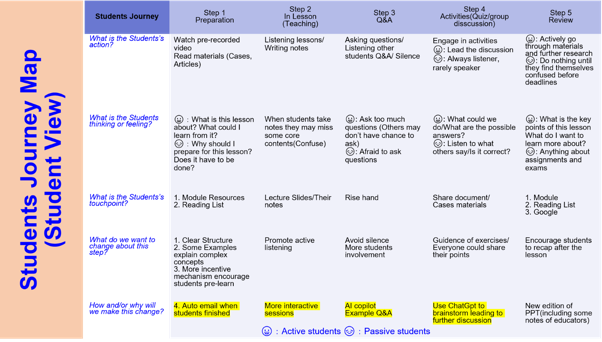 Students Journey Map
(Student View)
Students Journey
Step 1
Preparation
Step 2
In Lesson
(Teaching)
Step 3
Q&A
Step 4
Activities(Quiz/group
disscusion)
Step 5
Review
What is the Students's
action?
Watch pre-recorded
video
Read materials (Cases,
Articles)
Listening lessons/
Writing notes
Asking questions/
Listening other
students Q&A/ Silence
Engage in activities
: Lead the discussion
: Always listener,
rarely speaker
: Actively go
through materials
and further research
: Do nothing until
they find themselves
confused before
deadlines
What is the Students
thinking or feeling?
: What is this lesson
about? What could I
learn from it?
: Why should I
prepare for this lesson?
Does it have to be
done?
When students take
notes they may miss
some core
contents(Confuse)
: Ask too much
questions (Others may
don't have chance to
ask)
: Afraid to ask
questions
: What could we
do/What are the possible
answers?
: Listen to what
others say/Is it correct?
: What is the key
points of this lesson
What do I want to
learn more about?
: Anything about
assignments and
exams
What is the Students's
touchpoint?
1. Module Resources
2. Reading List
Lecture Slides/Their
notes
Rise hand
Share document/
Cases materials
1. Module
2. Reading List
3. Google
What do we want to
change about this
step?
1. Clear Structure
2. Some Examples
explain complex
concepts
3. More incentive
mechanism encourage
students pre-learn
Promote active
listening
Avoid silence
More students
involvement
Guidence of exercises/
Everyone could share
their points
Encourage students
to recap after the
lesson
How and/or why will
we make this change?
4. Auto email when
students finished
More interactive
sessions
AI copilot
Example Q&A
Use ChatGpt to
brainstorm leading to
further discussion
New edition of
PPT(including some
notes of educators)
: Active students : Passive students